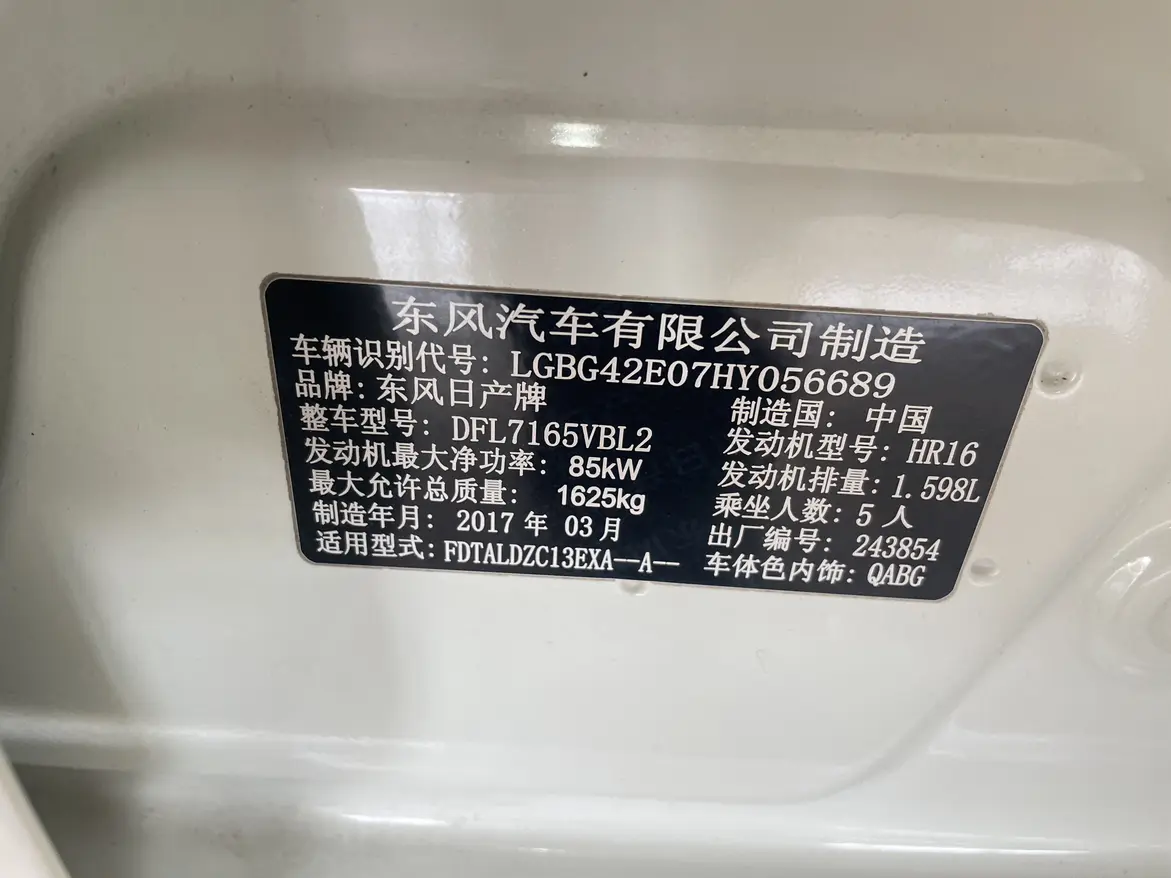 东风汽车有限公司制造
车辆识别代号: LGBG42E07HY056689
品牌: 东风日产牌 制造国: 中国
整车型号: DFL7165VBL2 发动机型号: HR16
发动机最大净功率: 85kW 发动机排量: 1.598L
最大允许总质量: 1625kg 乘坐人数: 5 人
制造年月: 2017 年 03 月 出厂编号: 243854
适用型式: FDTALDZC13EXA--A-- 车体色内饰: QABG